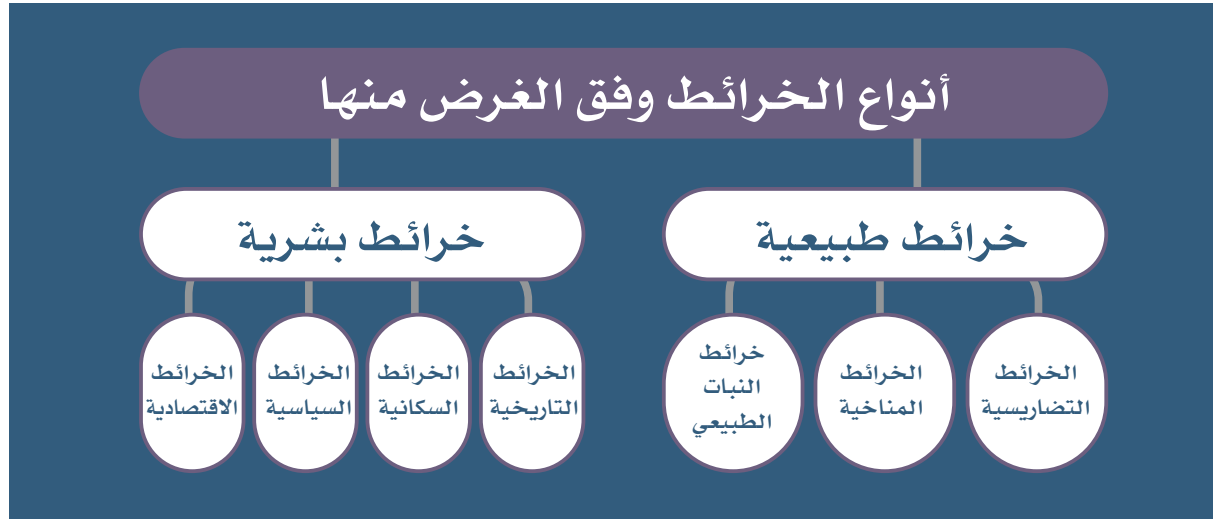 أنواع الخرائط وفق الغرض منها
خرائط طبيعية
خرائط بشرية
الخرائط
التضاريسية
الخرائط
المناخية
خرائط
النبات
الطبيعي
الخرائط
التاريخية
الخرائط
السكانية
الخرائط
السياسية
الخرائط
الاقتصادية